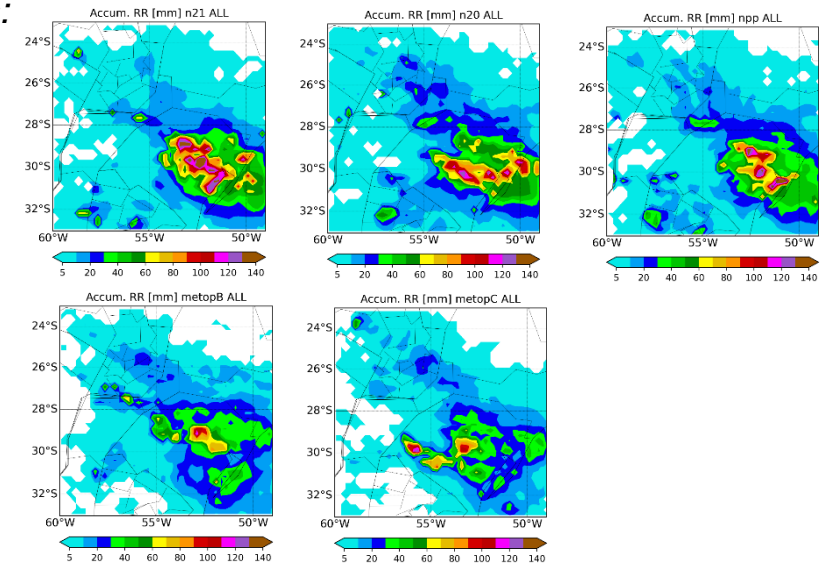 :
Accum. RR [mm] n21 ALL
24°S
26°S
28°S
30°S
32°S
60°W 55°W 50°W
5 20 40 60 80 100 120 140
Accum. RR [mm] n20 ALL
24°S
26°S
28°S
30°S
32°S
60°W 55°W 50°W
5 20 40 60 80 100 120 140
Accum. RR [mm] npp ALL
24°S
26°S
28°S
30°S
32°S
60°W 55°W 50°W
5 20 40 60 80 100 120 140
Accum. RR [mm] metopB ALL
24°S
26°S
28°S
30°S
32°S
60°W 55°W 50°W
5 20 40 60 80 100 120 140
Accum. RR [mm] metopC ALL
24°S
26°S
28°S
30°S
32°S
60°W 55°W 50°W
5 20 40 60 80 100 120 140